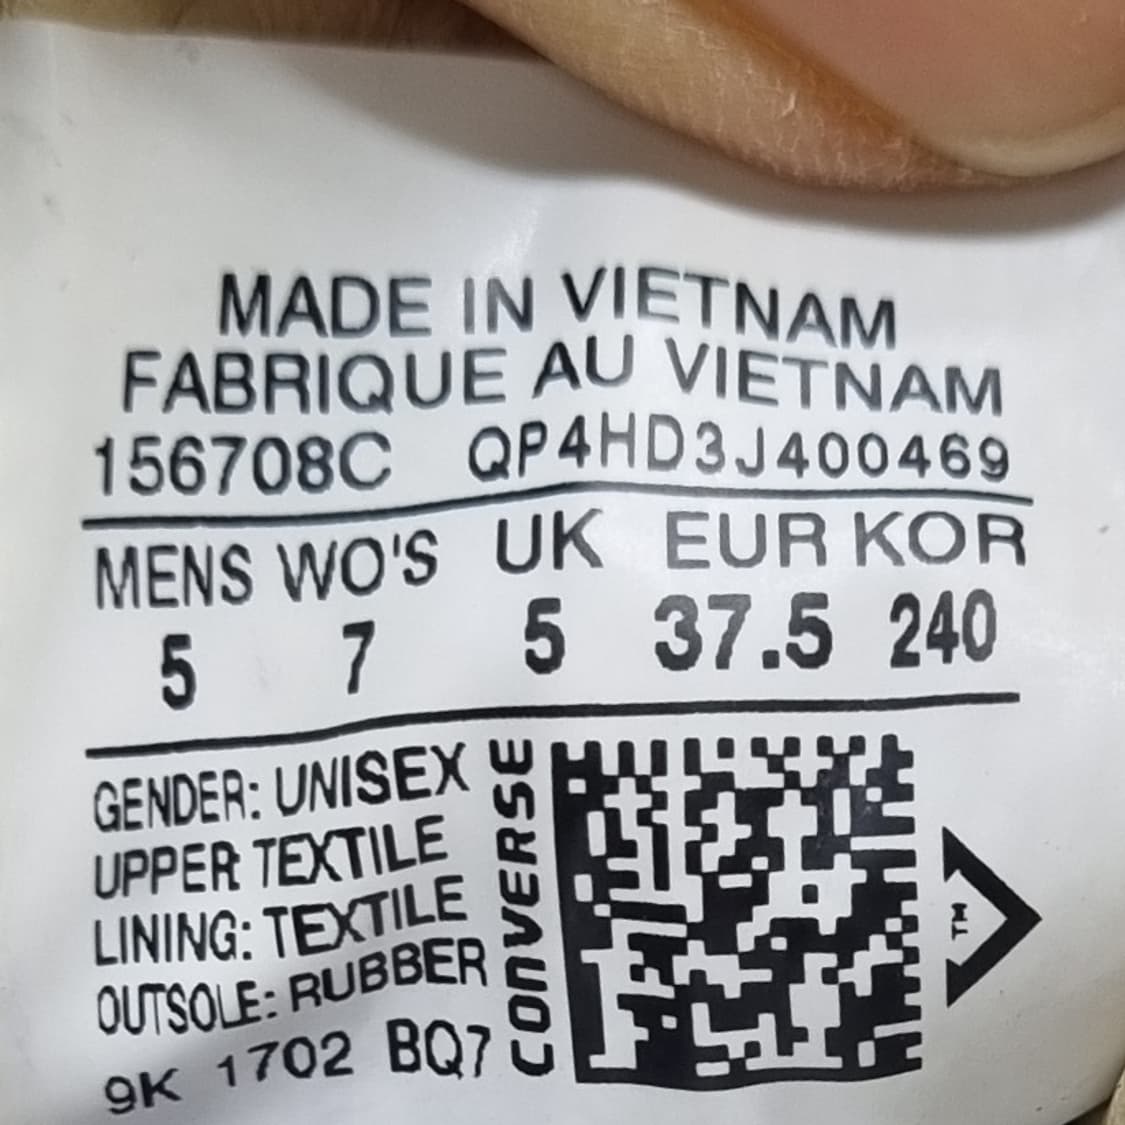 MADE IN VIETNAM
FABRIQUE AU VIETNAM
156708C QP4HD3J400469
MENS WO'S UK EUR KOR
5 7 5 37.5 240
GENDER: UNISEX
UPPER TEXTILE
LINING: TEXTILE
OUTSOLE: RUBBER
9K 1702 BQ7
CONVERSE
TM